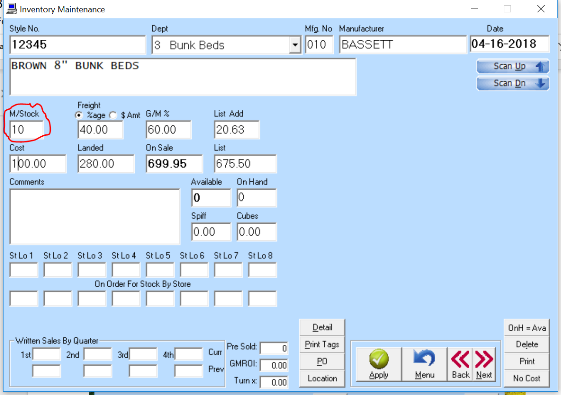 Inventory Maintenance
Style No. Dept Mfg. No Manufacturer Date
12345 3 Bunk Beds 010 BASSETT 04-16-2018
BROWN 8" BUNK BEDS
Scan Up
Scan Dn
Freight
M/Stock %age $ Amt G/M % List Add
10 40.00 60.00 20.63
Cost Landed On Sale List
100.00 280.00 699.95 675.50
Comments Available On Hand
0 0
Spiff Cubes
0.00 0.00
St Lo 1 St Lo 2 St Lo 3 St Lo 4 St Lo 5 St Lo 6 St Lo 7 St Lo 8
On Order For Stock By Store
Written Sales By Quarter
1st 2nd 3rd 4th Curr
Prev
Pre Sold: 0
GMROI: 0.00
Turn x: 0.00
Detail
Print Tags
PO
Location
Apply Menu Back Next
OnH = Ava
Delete
Print
No Cost